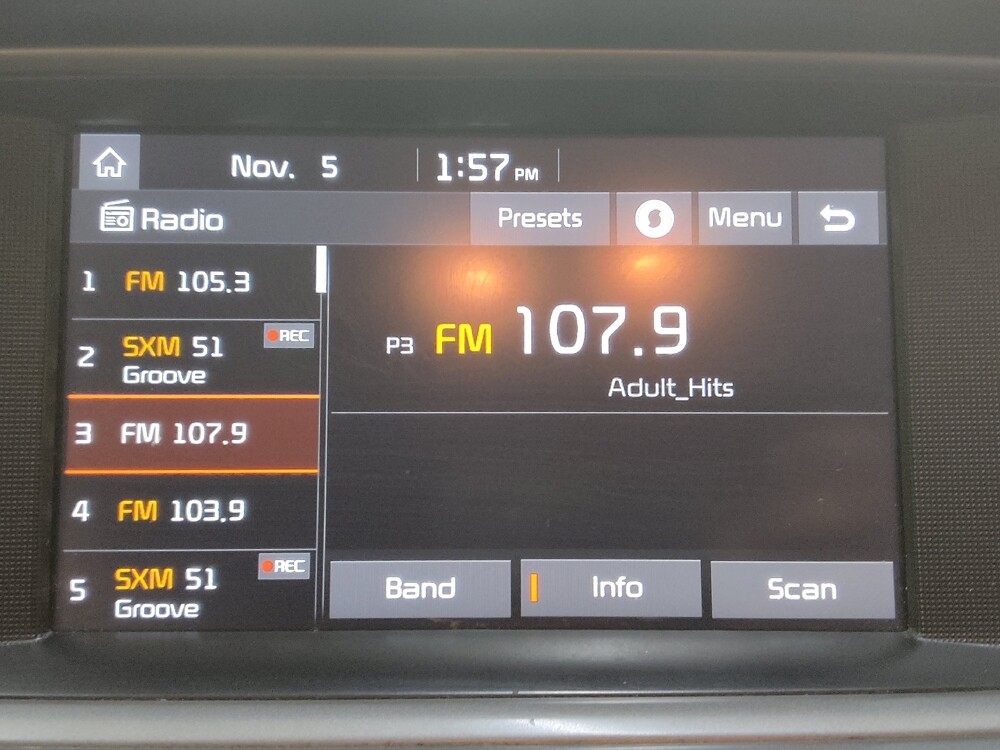 Nov. 5 1:57 PM
Radio Presets Menu
1 FM 105.3
2 SXM 51 REC
Groove
3 FM 107.9
4 FM 103.9
5 SXM 51 REC
Groove
P3 FM 107.9
Adult_Hits
Band Info Scan